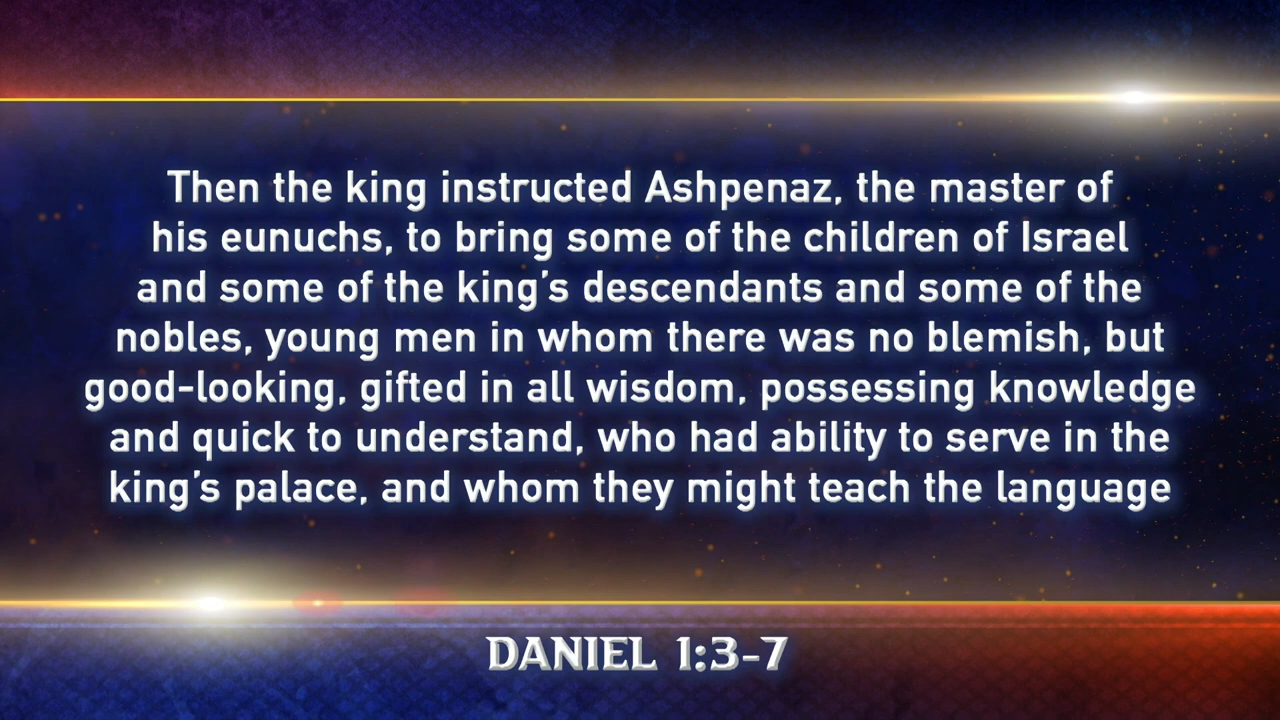 Then the king instructed Ashpenaz, the master of
his eunuchs, to bring some of the children of Israel
and some of the king’s descendants and some of the
nobles, young men in whom there was no blemish, but
good-looking, gifted in all wisdom, possessing knowledge
and quick to understand, who had ability to serve in the
king’s palace, and whom they might teach the language
DANIEL 1:3-7